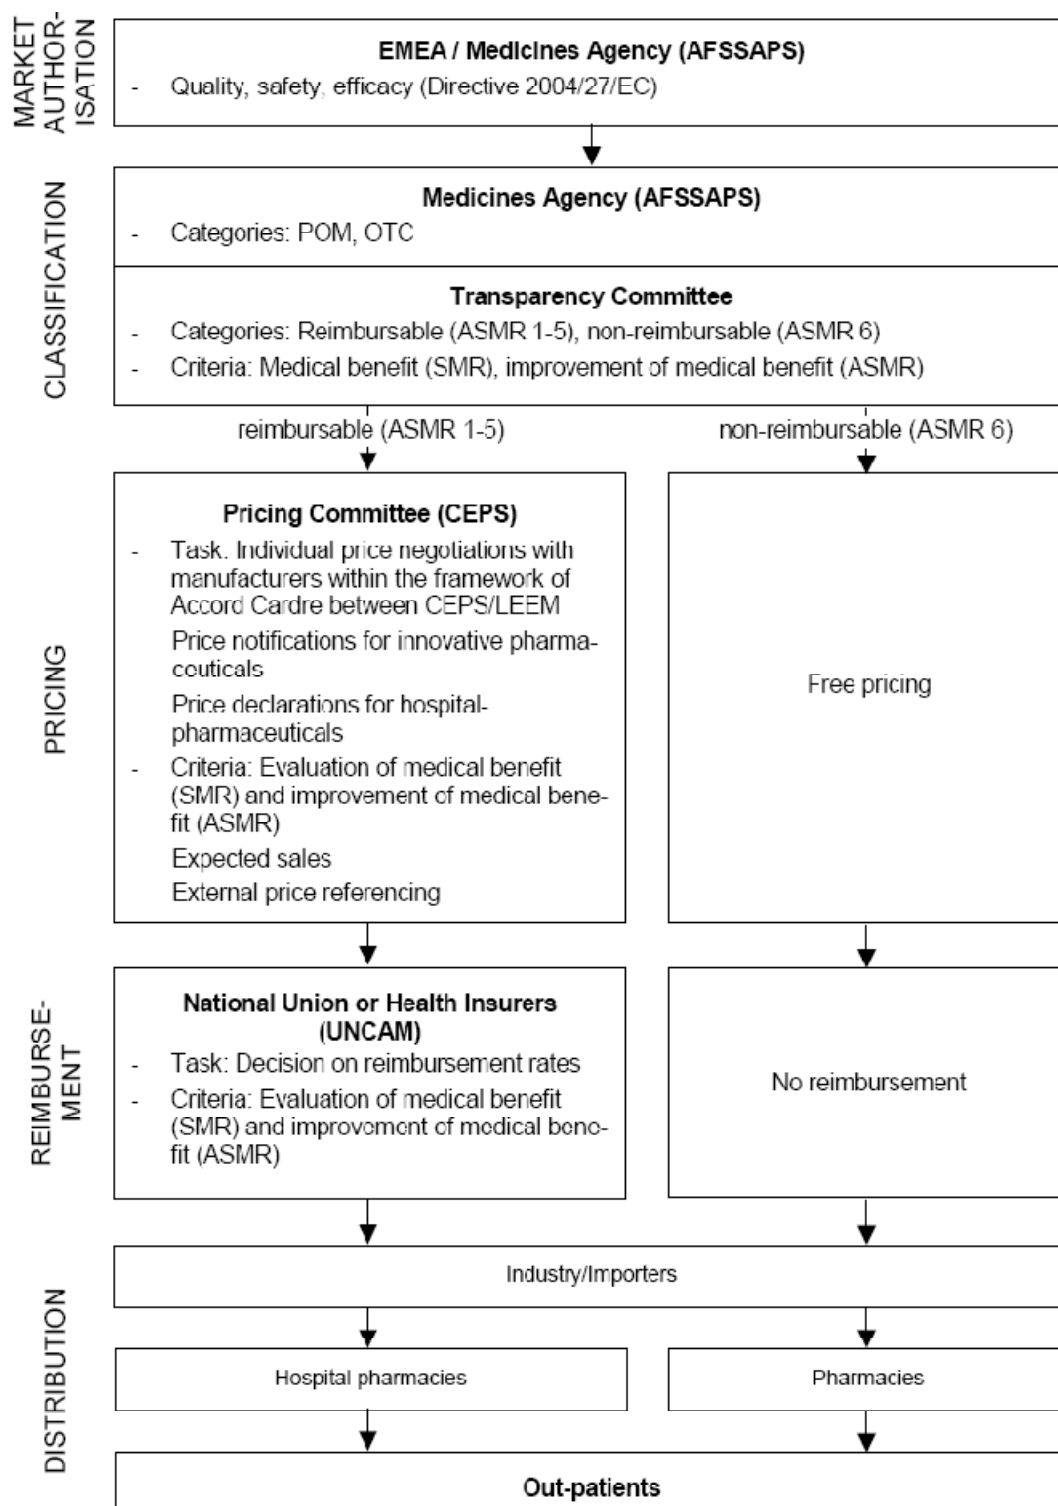 MARKET
AUTHOR-
ISATION
EMEA / Medicines Agency (AFSSAPS)
- Quality, safety, efficacy (Directive 2004/27/EC)
CLASSIFICATION
Medicines Agency (AFSSAPS)
- Categories: POM, OTC
Transparency Committee
- Categories: Reimbursable (ASMR 1-5), non-reimbursable (ASMR 6)
- Criteria: Medical benefit (SMR), improvement of medical benefit (ASMR)
reimbursable (ASMR 1-5)
non-reimbursable (ASMR 6)
PRICING
Pricing Committee (CEPS)
- Task: Individual price negotiations with
manufacturers within the framework of
Accord Cardre between CEPS/LEEM
Price notifications for innovative pharma-
ceuticals
Price declarations for hospital-
pharmaceuticals
- Criteria: Evaluation of medical benefit
(SMR) and improvement of medical bene-
fit (ASMR)
Expected sales
External price referencing
Free pricing
REIMBURSE-
MENT
National Union or Health Insurers
(UNCAM)
- Task: Decision on reimbursement rates
- Criteria: Evaluation of medical benefit
(SMR) and improvement of medical bene-
fit (ASMR)
No reimbursement
DISTRIBUTION
Industry/Importers
Hospital pharmacies
Pharmacies
Out-patients